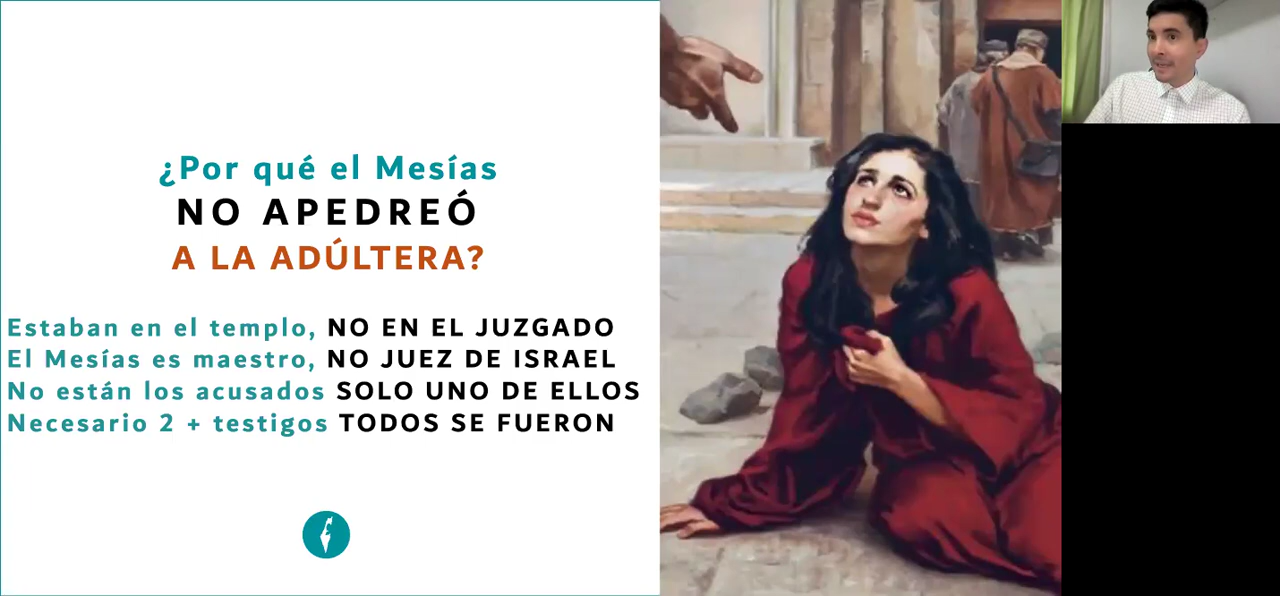 ¿Por qué el Mesías
NO APEDREÓ
A LA ADÚLTERA?
Estaban en el templo, NO EN EL JUZGADO
El Mesías es maestro, NO JUEZ DE ISRAEL
No están los acusados SOLO UNO DE ELLOS
Necesario 2 + testigos TODOS SE FUERON